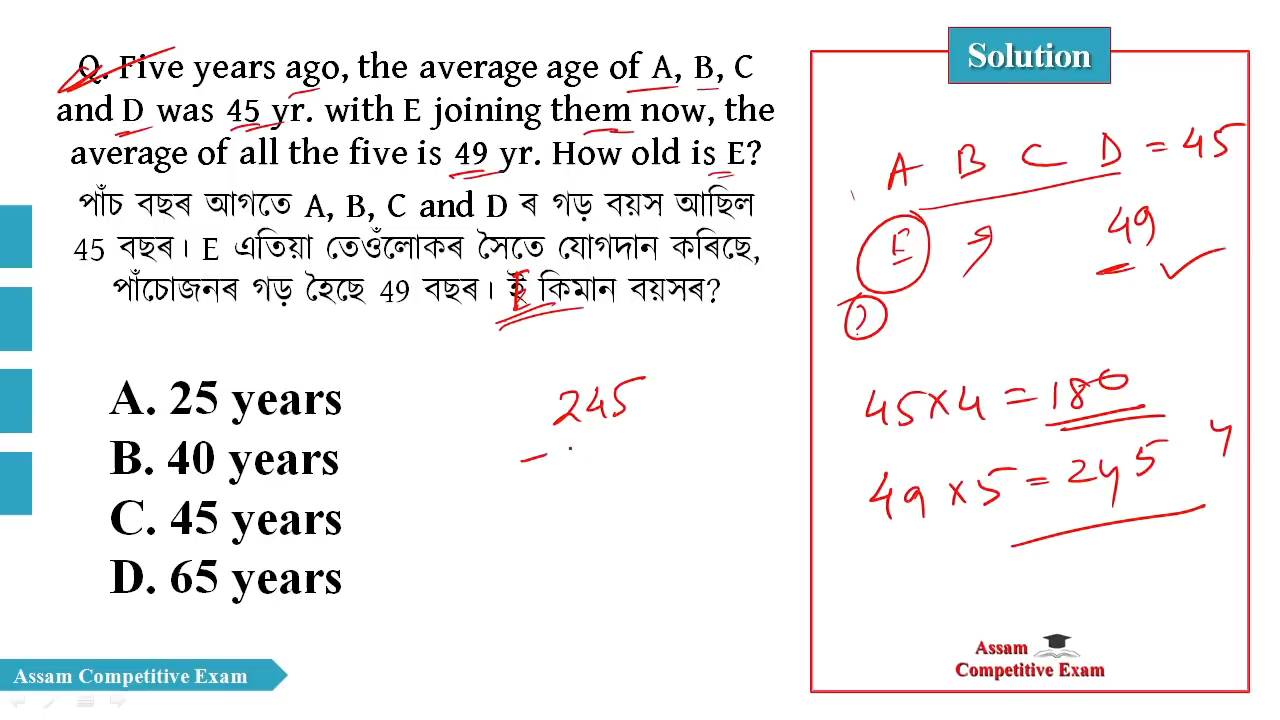 Q. Five years ago, the average age of A, B, C
and D was 45 yr. with E joining them now, the
average of all the five is 49 yr. How old is E?
পাঁচ বছৰ আগতে A, B, C and D ৰ গড় বয়স আছিল
45 বছৰ। E এতিয়া তেওঁলোকৰ সৈতে যোগদান কৰিছে,
পাঁচোজনৰ গড় হৈছে 49 বছৰ। ই কিমান বয়সৰ?
E
A. 25 years
B. 40 years
C. 45 years
D. 65 years
245
-
Solution
A B C D = 45
E 49
?
45 × 4 = 180
49 × 5 = 245
Assam
Competitive Exam
Assam Competitive Exam